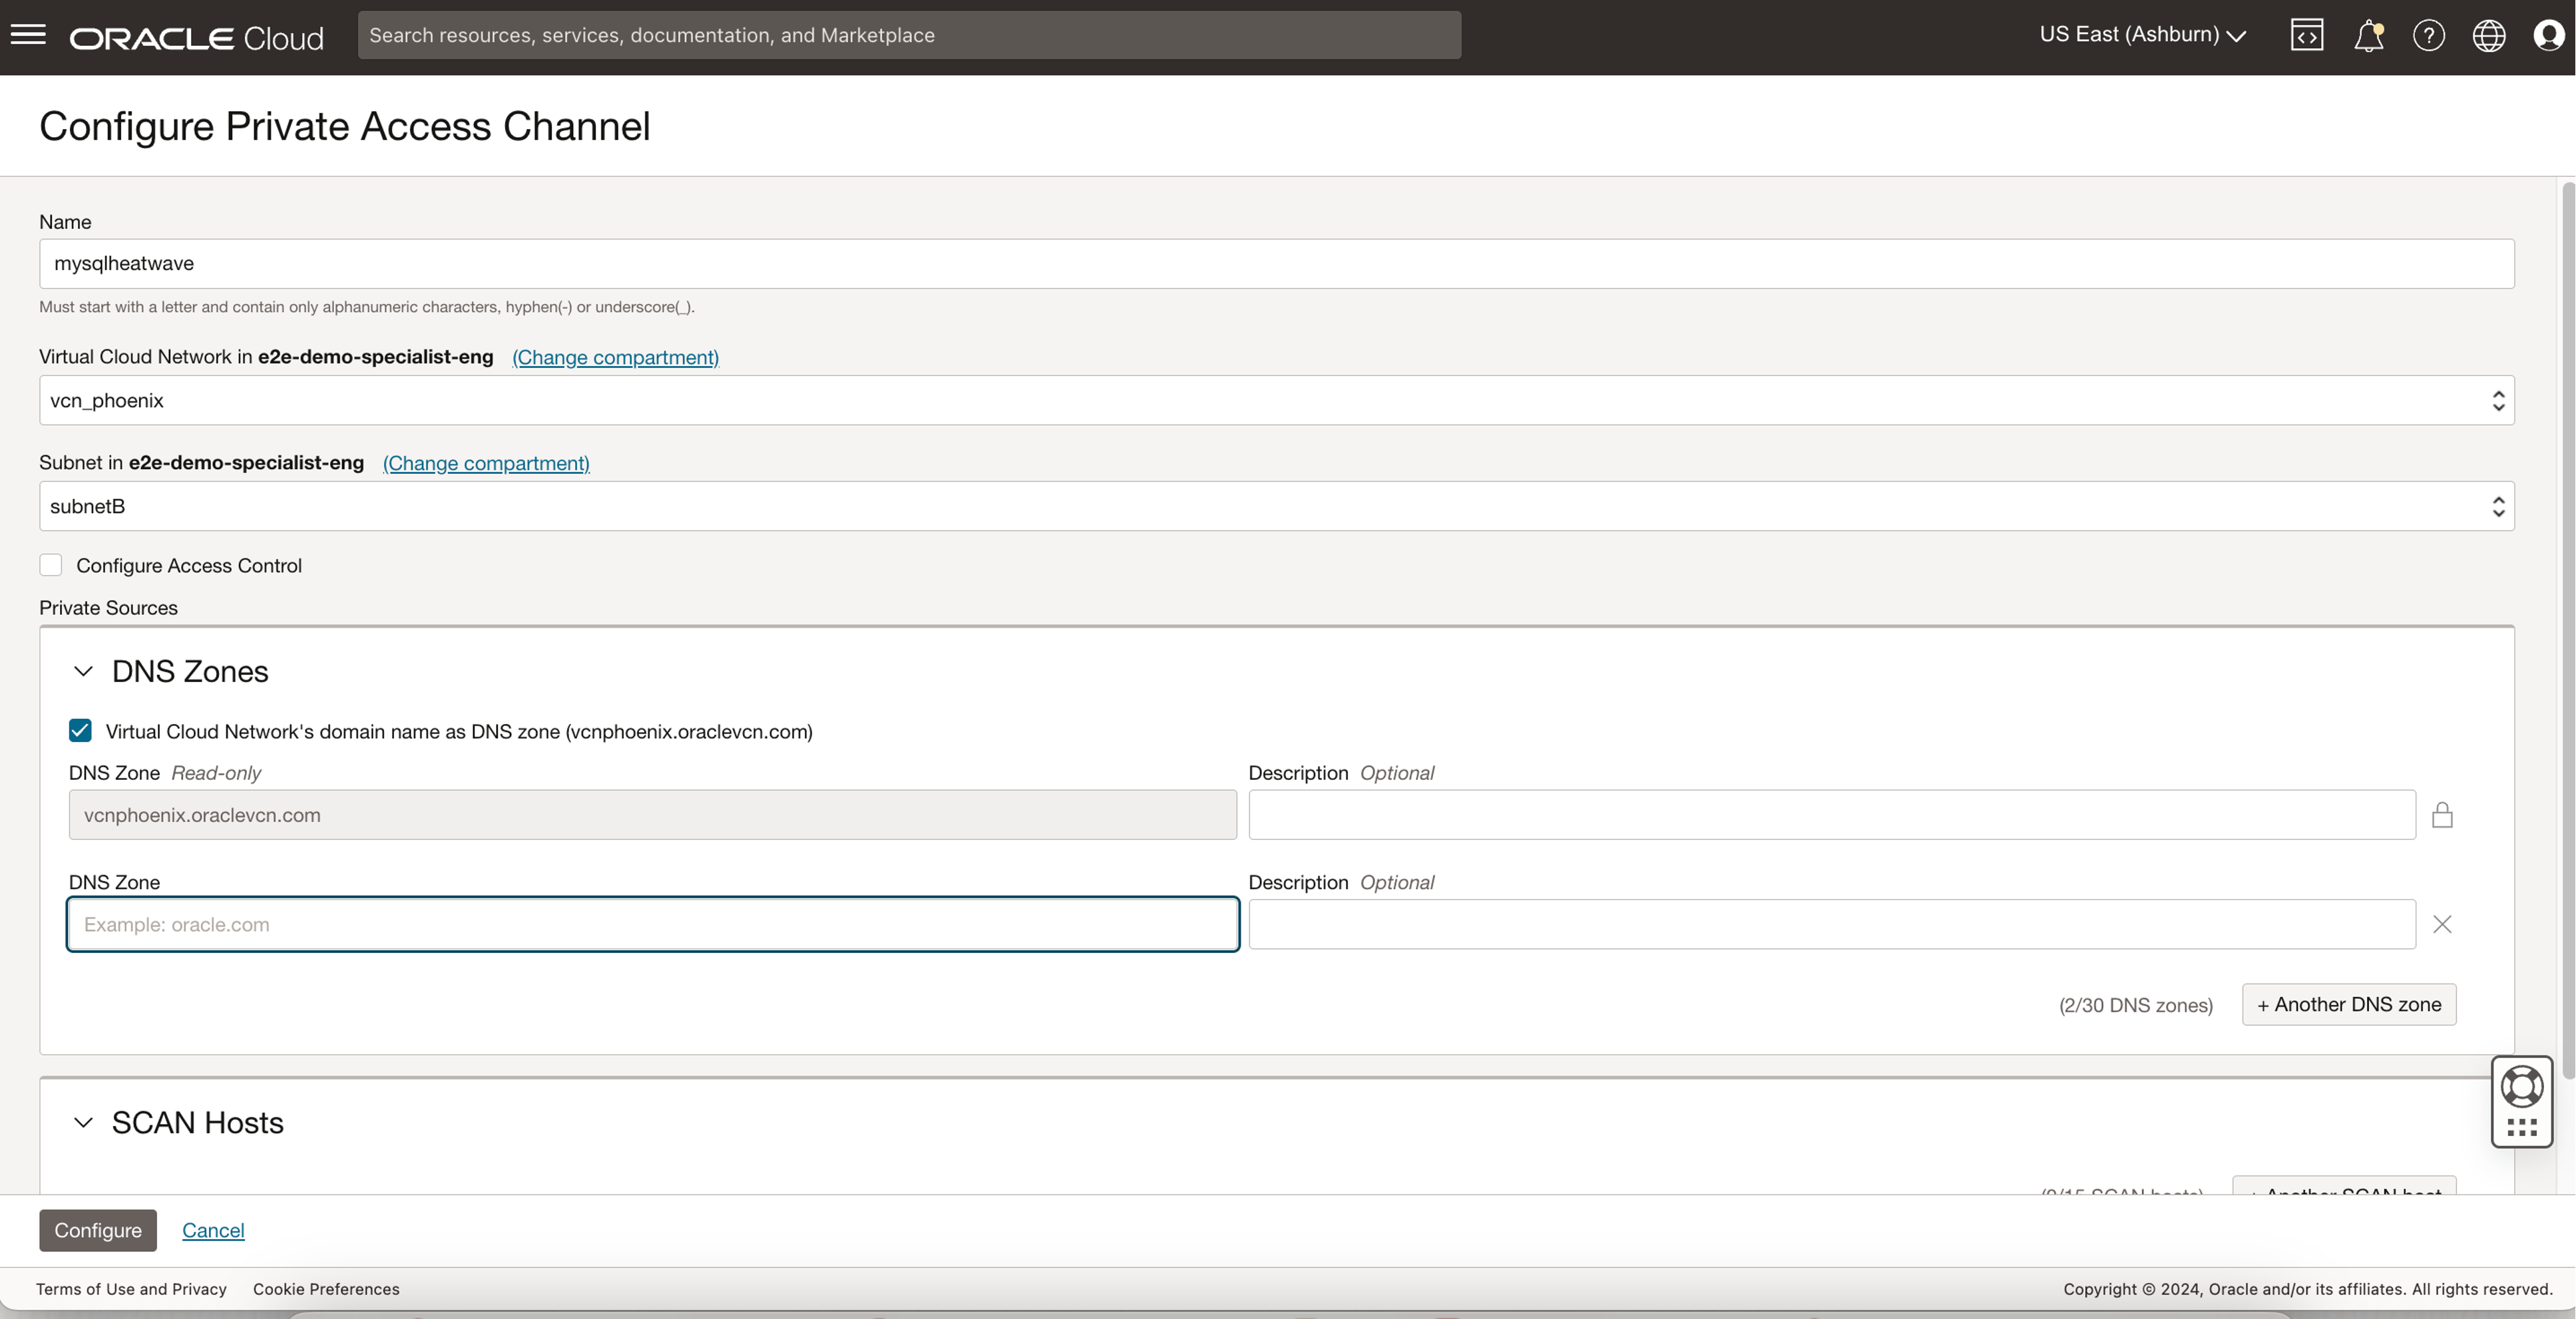 ORACLE Cloud
Search resources, services, documentation, and Marketplace
US East (Ashburn)
Configure Private Access Channel
Name
mysqlheatwave
Must start with a letter and contain only alphanumeric characters, hyphen(-) or underscore(_).
Virtual Cloud Network in e2e-demo-specialist-eng (Change compartment)
vcn_phoenix
Subnet in e2e-demo-specialist-eng (Change compartment)
subnetB
Configure Access Control
Private Sources
DNS Zones
Virtual Cloud Network's domain name as DNS zone (vcnphoenix.oraclevcn.com)
DNS Zone Read-only
Description Optional
vcnphoenix.oraclevcn.com
DNS Zone
Description Optional
Example: oracle.com
(2/30 DNS zones)
+ Another DNS zone
SCAN Hosts
+ Another SCAN host
Configure
Cancel
Terms of Use and Privacy
Cookie Preferences
Copyright © 2024, Oracle and/or its affiliates. All rights reserved.